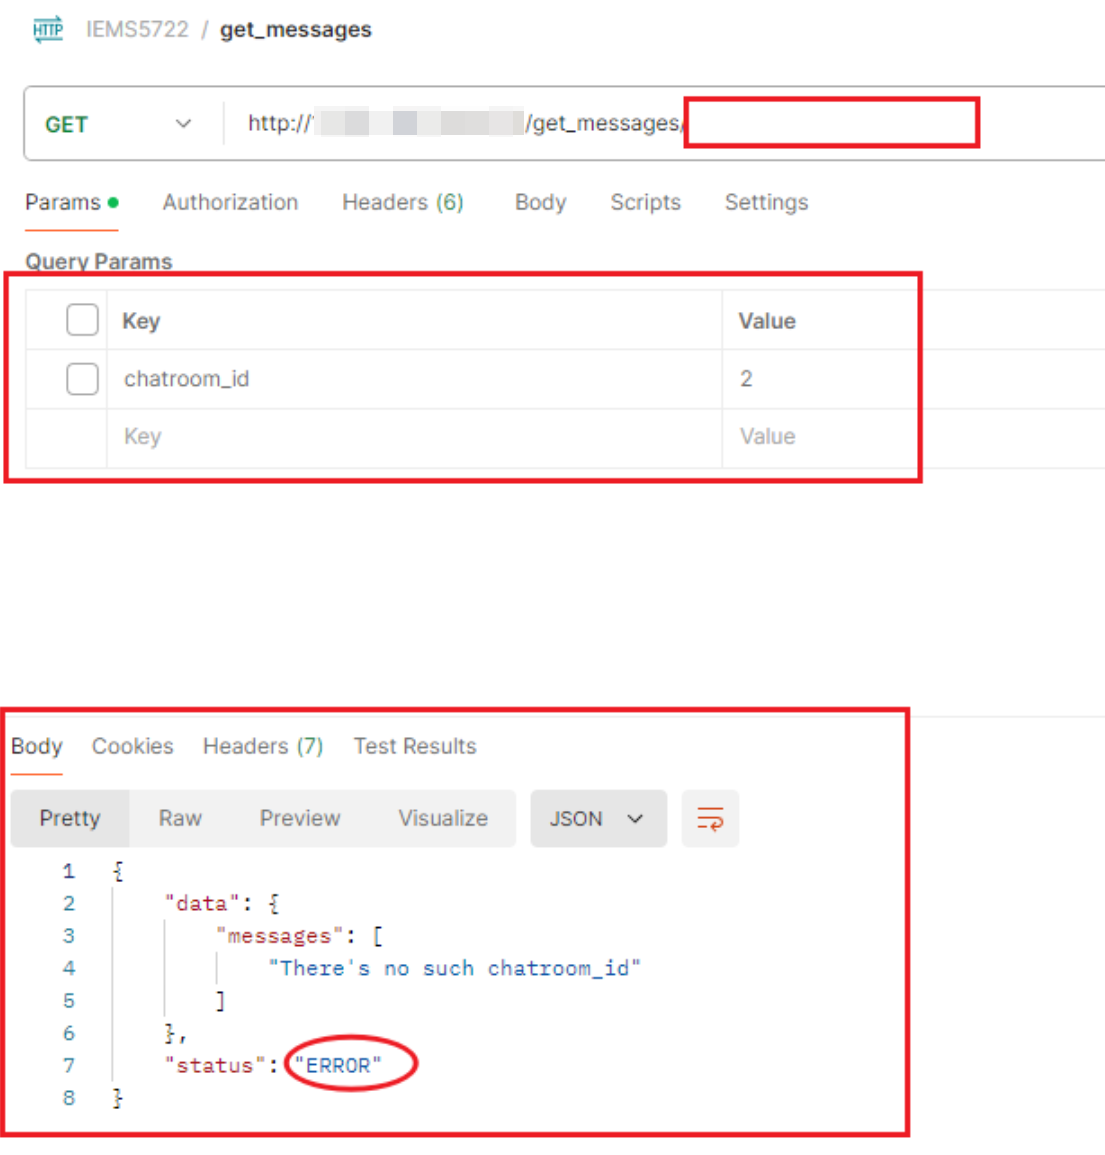 HTTP IEMS5722 / get_messages
GET http:// /get_messages/
Params Authorization Headers (6) Body Scripts Settings
Query Params
Key Value
chatroom_id 2
Key Value
Body Cookies Headers (7) Test Results
Pretty Raw Preview Visualize JSON
1 {
2 "data": {
3 "messages": [
4 "There's no such chatroom_id"
5 ]
6 },
7 "status": "ERROR"
8 }